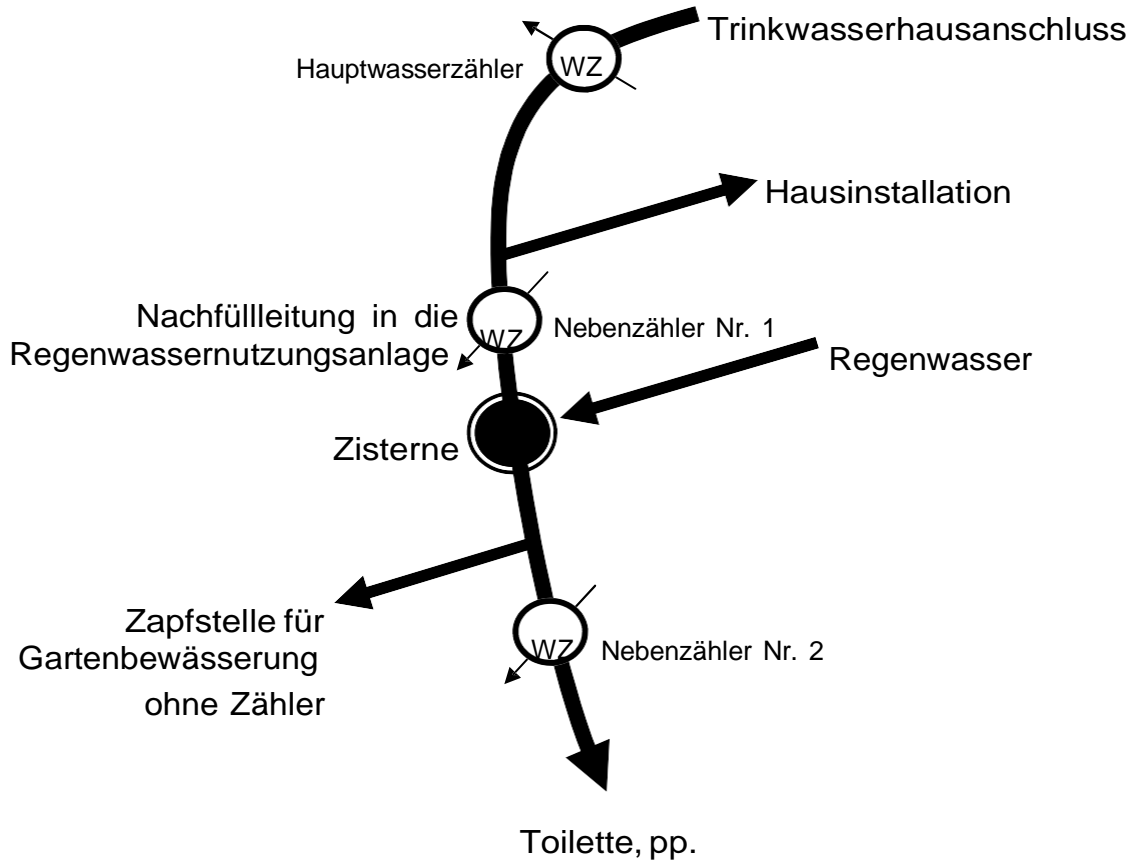 Trinkwasserhausanschluss
WZ
Hauptwasserzähler
Hausinstallation
Nachfüllleitung in die
Regenwassernutzungsanlage
WZ
Nebenzähler Nr. 1
Regenwasser
Zisterne
Zapfstelle für
Gartenbewässerung
ohne Zähler
WZ
Nebenzähler Nr. 2
Toilette, pp.